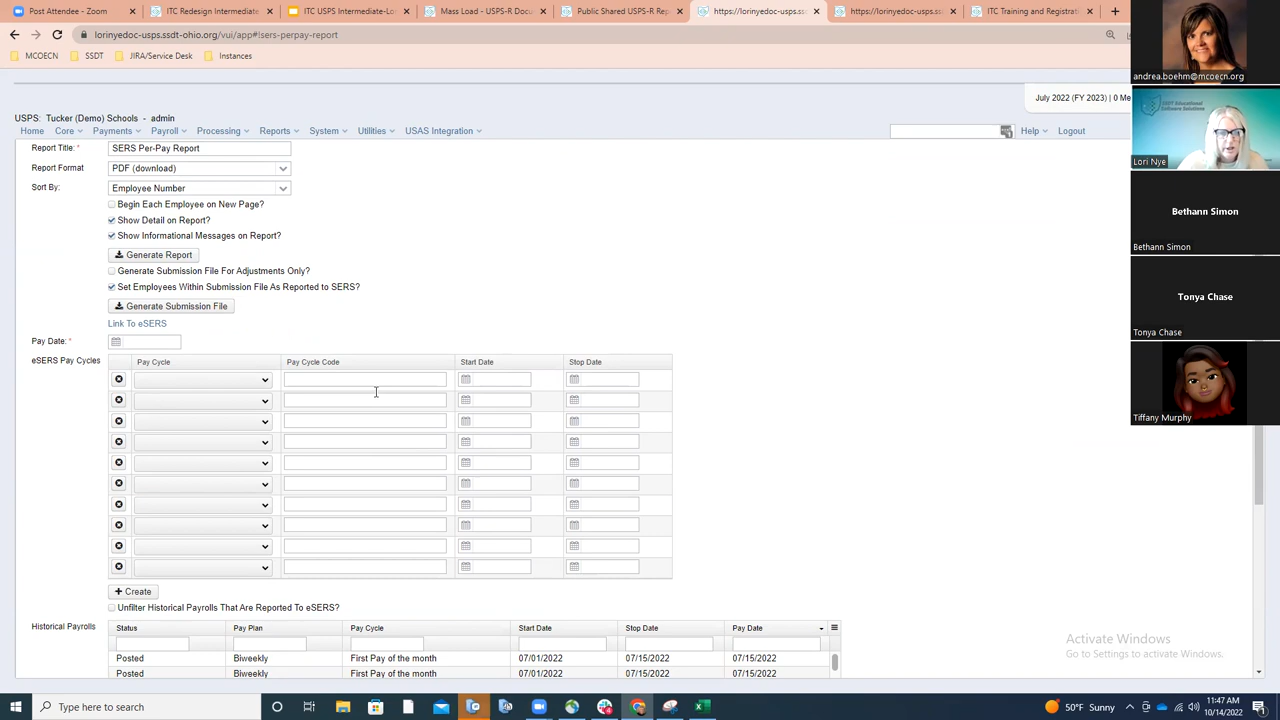 Post Attendee - Zoom
ITC Redesign Intermediate
ITC USPS Intermediate-Lo
Mass Load - USPS-R Docu
Public Shared USPS-R Rep
https://lorinyedoc-usps.ss
https://lorinyedoc-usps.ss
ITC Training and Registrati
lorinyedoc-usps.ssdt-ohio.org/vui/app#!sers-perpay-report
MCOECN
SSDT
JIRA/Service Desk
Instances
July 2022 (FY 2023) | 0 Me
USPS: Tucker (Demo) Schools - admin
Home Core Payments Payroll Processing Reports System Utilities USAS Integration Help Logout
Report Title: * SERS Per-Pay Report
Report Format PDF (download)
Sort By: Employee Number
Begin Each Employee on New Page?
Show Detail on Report?
Show Informational Messages on Report?
Generate Report
Generate Submission File For Adjustments Only?
Set Employees Within Submission File As Reported to SERS?
Generate Submission File
Link To eSERS
Pay Date: *
eSERS Pay Cycles Pay Cycle Pay Cycle Code Start Date Stop Date
Create
Unfilter Historical Payrolls That Are Reported To eSERS?
Historical Payrolls Status Pay Plan Pay Cycle Start Date Stop Date Pay Date
Posted Biweekly First Pay of the month 07/01/2022 07/15/2022 07/15/2022
Posted Biweekly First Pay of the month 07/01/2022 07/15/2022 07/15/2022
andrea.boehm@mcoecn.org
SSDT Educational
Software Solutions
Lori Nye
Bethann Simon
Bethann Simon
Tonya Chase
Tonya Chase
Tiffany Murphy
Activate Windows
Go to Settings to activate Windows.
Type here to search
50°F Sunny
11:47 AM
10/14/2022